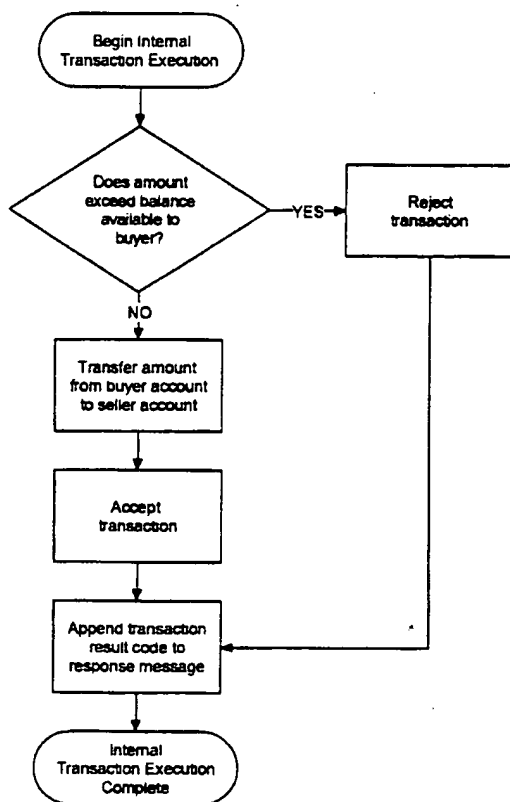 Begin Internal
Transaction Execution
Does amount
exceed balance
available to
buyer?
YES
Reject
transaction
NO
Transfer amount
from buyer account
to seller account
Accept
transaction
Append transaction
result code to
response message
Internal
Transaction Execution
Complete